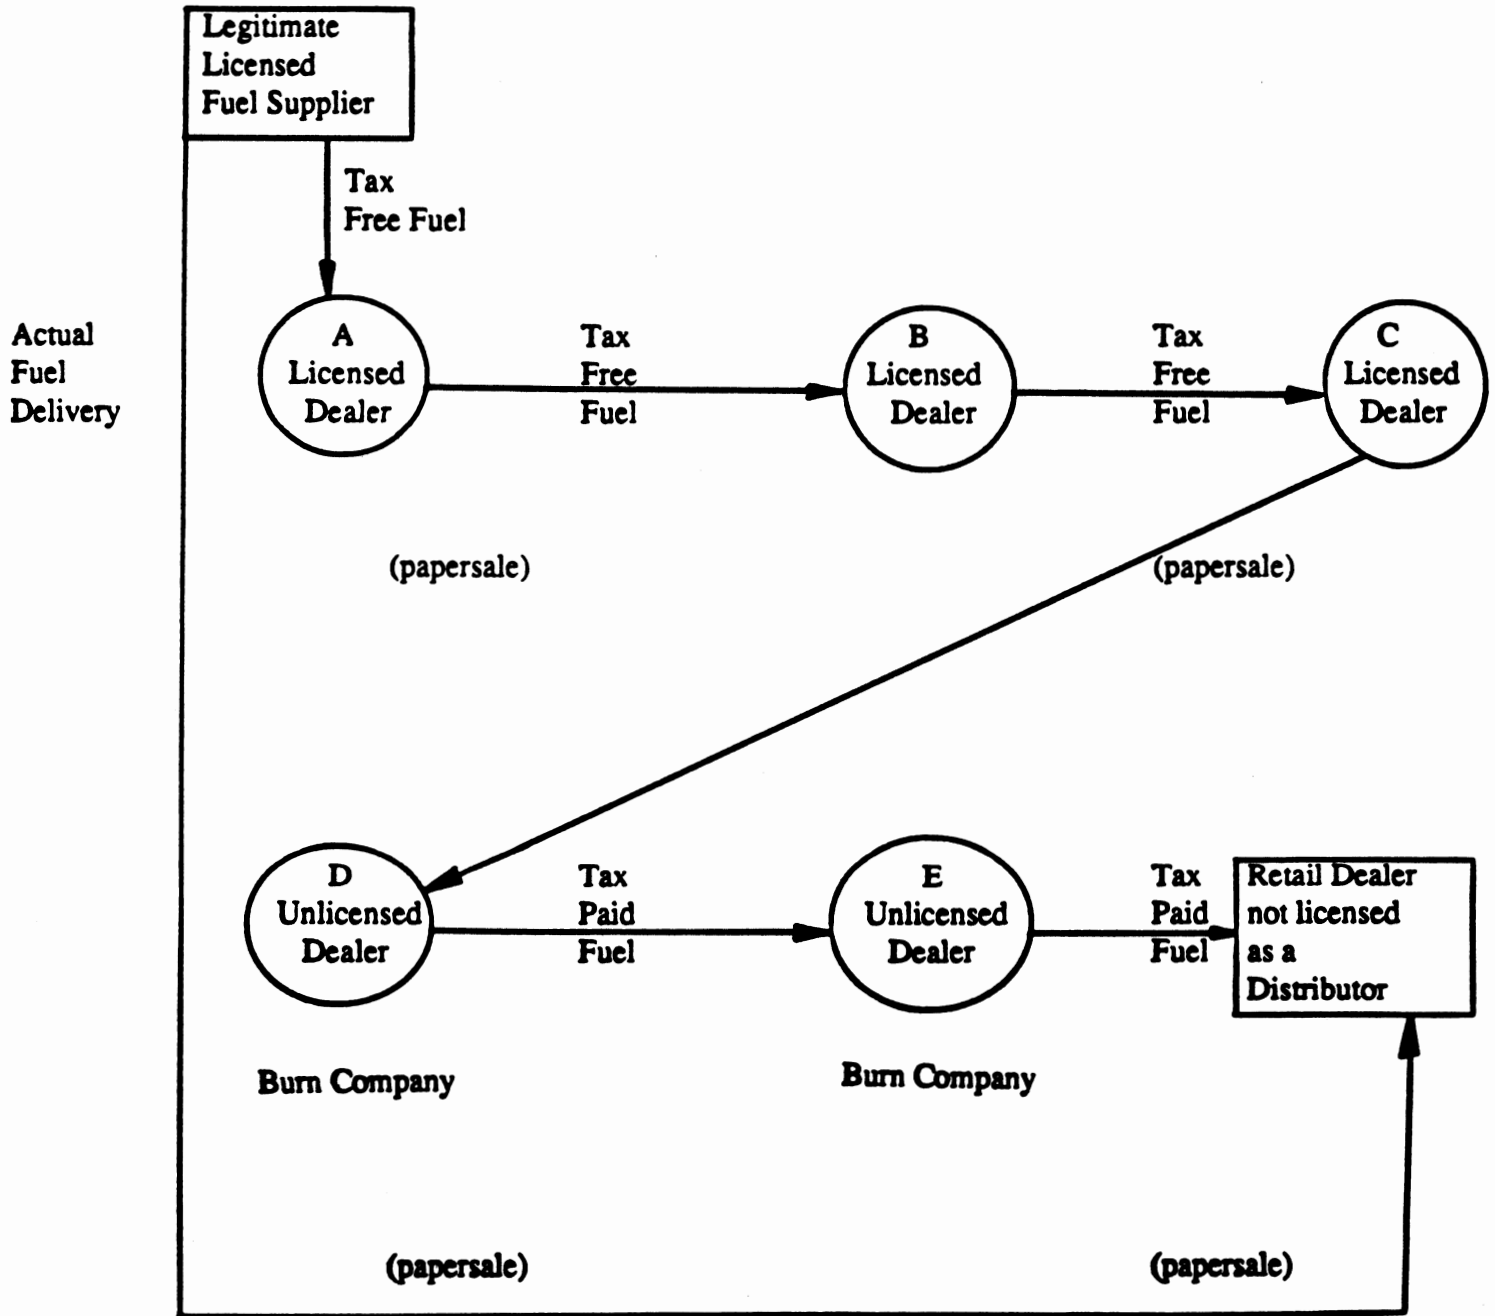 Legitimate
Licensed
Fuel Supplier
Tax
Free Fuel
Actual
Fuel
Delivery
A
Licensed
Dealer
Tax
Free
Fuel
B
Licensed
Dealer
Tax
Free
Fuel
C
Licensed
Dealer
(papersale)
(papersale)
D
Unlicensed
Dealer
Tax
Paid
Fuel
E
Unlicensed
Dealer
Tax
Paid
Fuel
Retail Dealer
not licensed
as a
Distributor
Burn Company
Burn Company
(papersale)
(papersale)